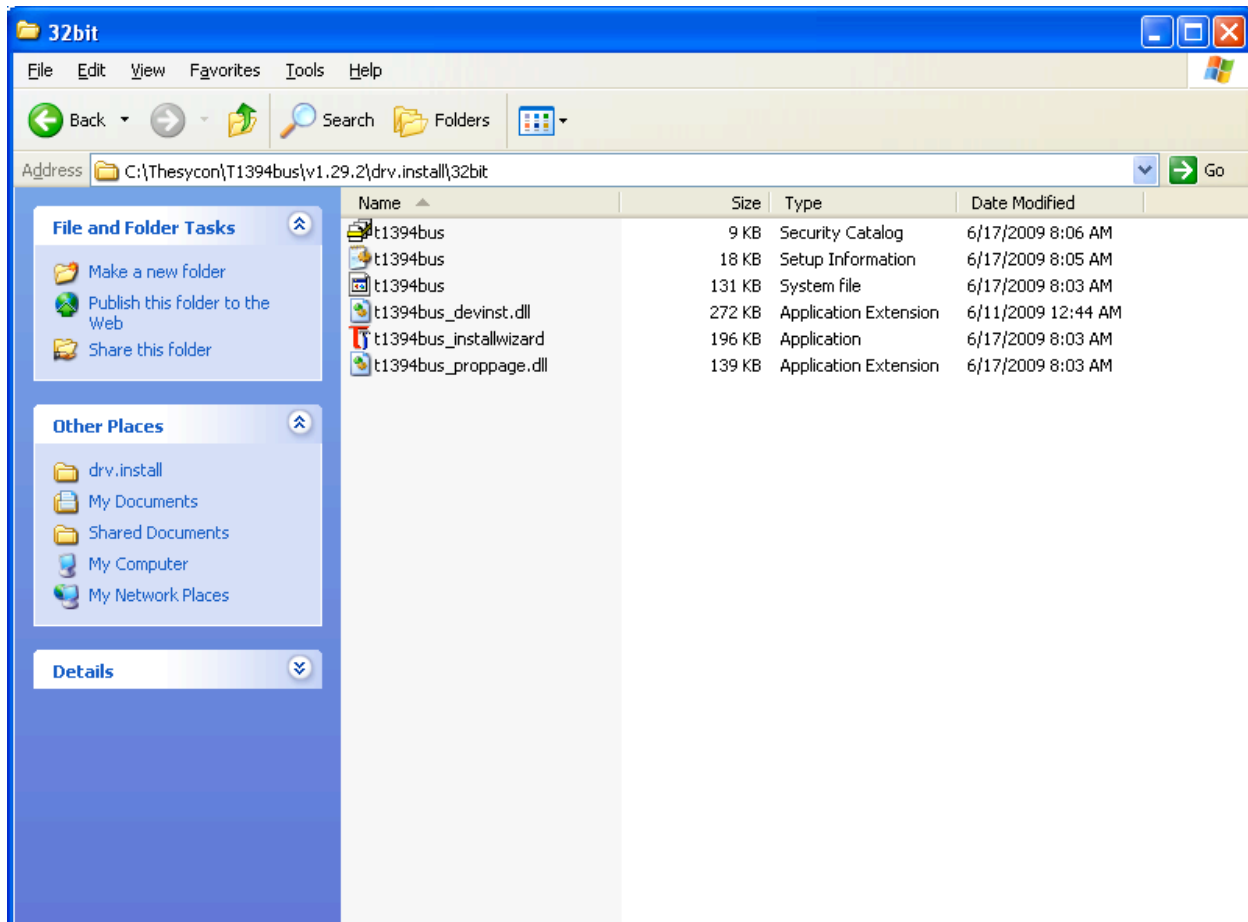 32bit
File Edit View Favorites Tools Help
Back Search Folders
Address C:\Thesycon\T1394bus\v1.29.2\drv.install\32bit Go
Name Size Type Date Modified
File and Folder Tasks
Make a new folder
Publish this folder to the
Web
Share this folder
Other Places
drv.install
My Documents
Shared Documents
My Computer
My Network Places
Details
t1394bus 9 KB Security Catalog 6/17/2009 8:06 AM
t1394bus 18 KB Setup Information 6/17/2009 8:05 AM
t1394bus 131 KB System file 6/17/2009 8:03 AM
t1394bus_devinst.dll 272 KB Application Extension 6/11/2009 12:44 AM
t1394bus_installwizard 196 KB Application 6/17/2009 8:03 AM
t1394bus_proppage.dll 139 KB Application Extension 6/17/2009 8:03 AM